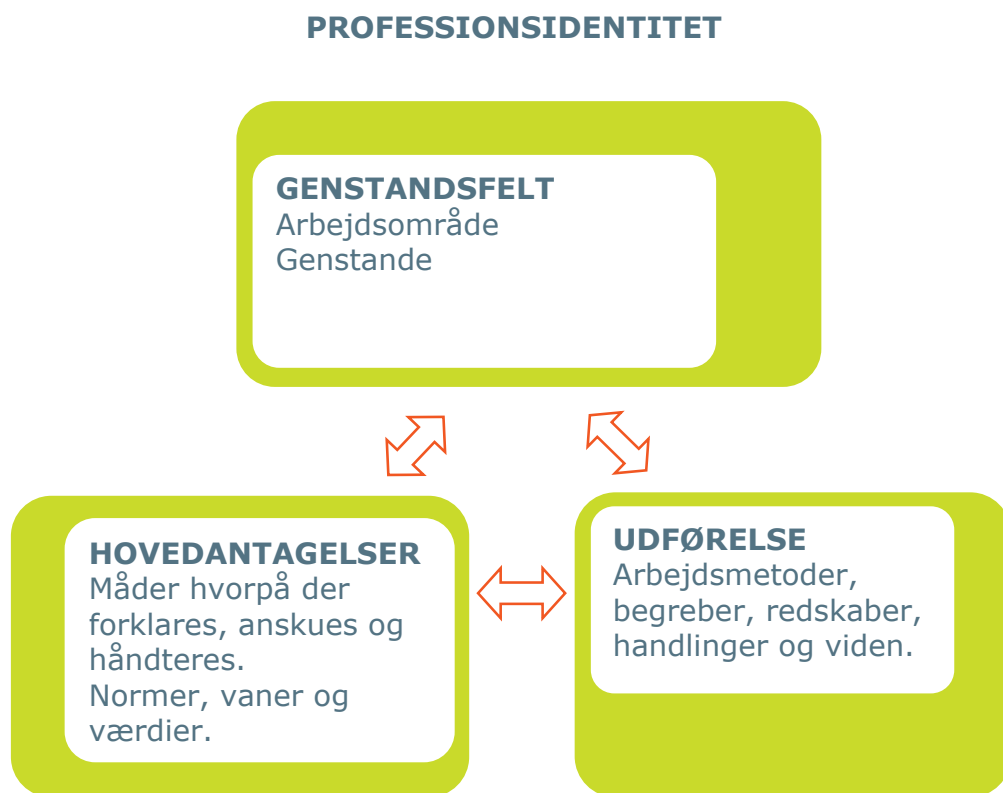 PROFESSIONSIDENTITET
GENSTANDSFELT
Arbejdsområde
Genstande
HOVEDANTAGELSER
Måder hvorpå der
forklares, anskues og
håndteres.
Normer, vaner og
værdier.
UDFØRELSE
Arbejdsmetoder,
begreber, redskaber,
handlinger og viden.